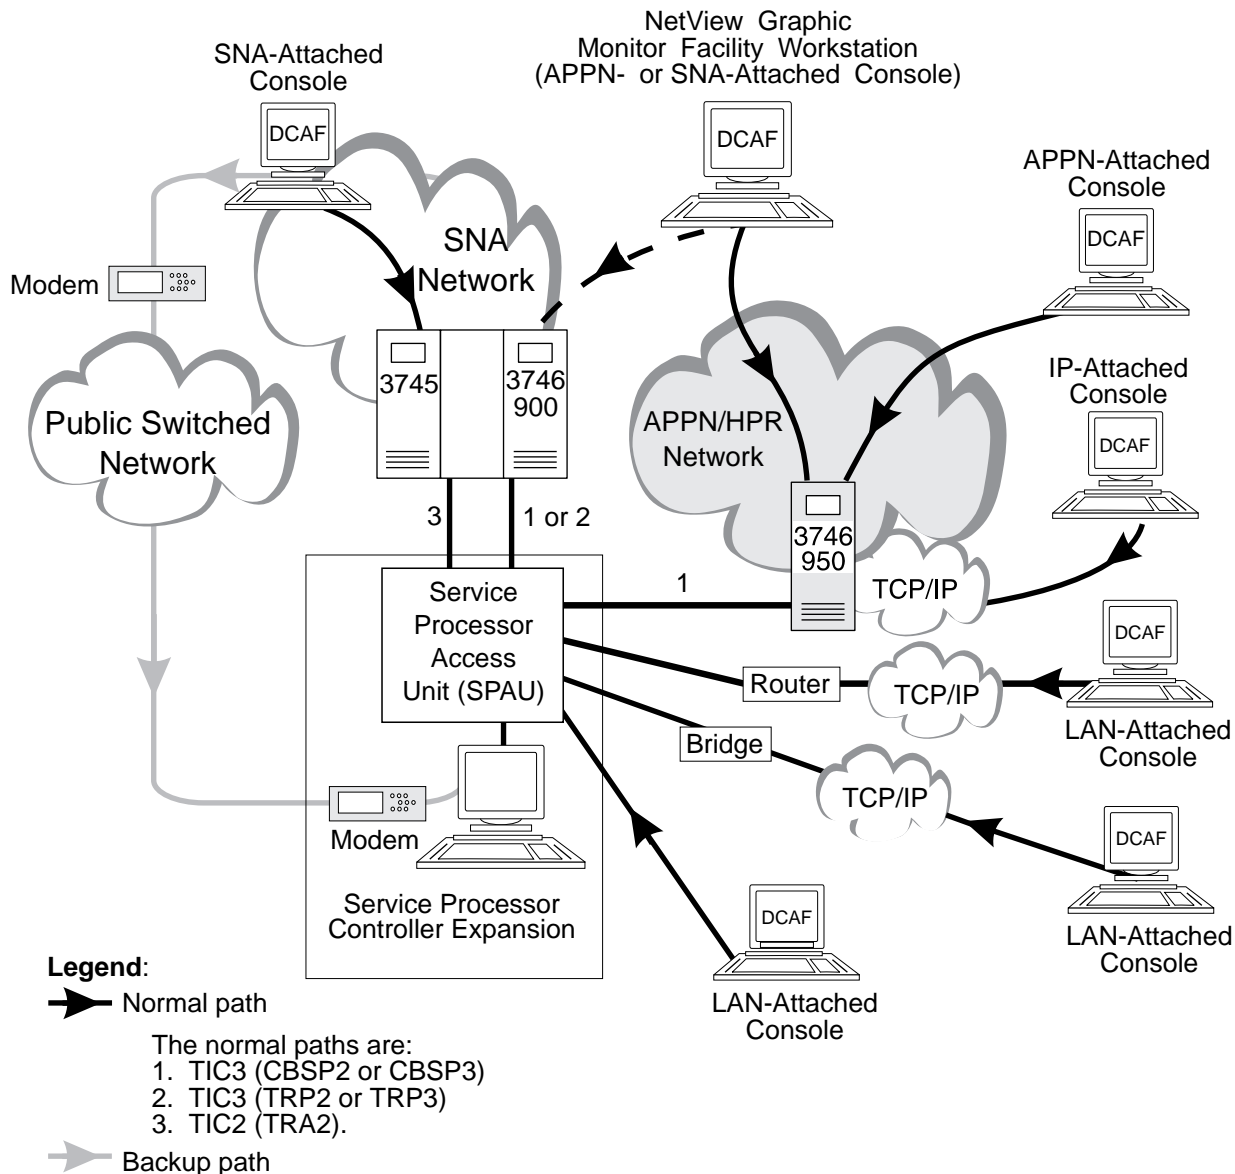 NetView Graphic
Monitor Facility Workstation
(APPN- or SNA-Attached Console)
SNA-Attached
Console
DCAF
DCAF
APPN-Attached
Console
DCAF
SNA
Network
Modem
3745
3746
900
IP-Attached
Console
DCAF
Public Switched
Network
APPN/HPR
Network
3746
950
3
1 or 2
1
TCP/IP
Service
Processor
Access
Unit (SPAU)
Router
TCP/IP
DCAF
LAN-Attached
Console
Bridge
TCP/IP
DCAF
LAN-Attached
Console
Modem
Service Processor
Controller Expansion
DCAF
LAN-Attached
Console
Legend:
Normal path
The normal paths are:
1. TIC3 (CBSP2 or CBSP3)
2. TIC3 (TRP2 or TRP3)
3. TIC2 (TRA2).
Backup path